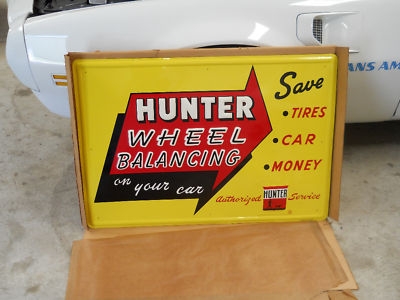 HUNTER
WHEEL
BALANCING
on your car
Save
• TIRES
• CAR
• MONEY
Authorized HUNTER Service
ANS AM